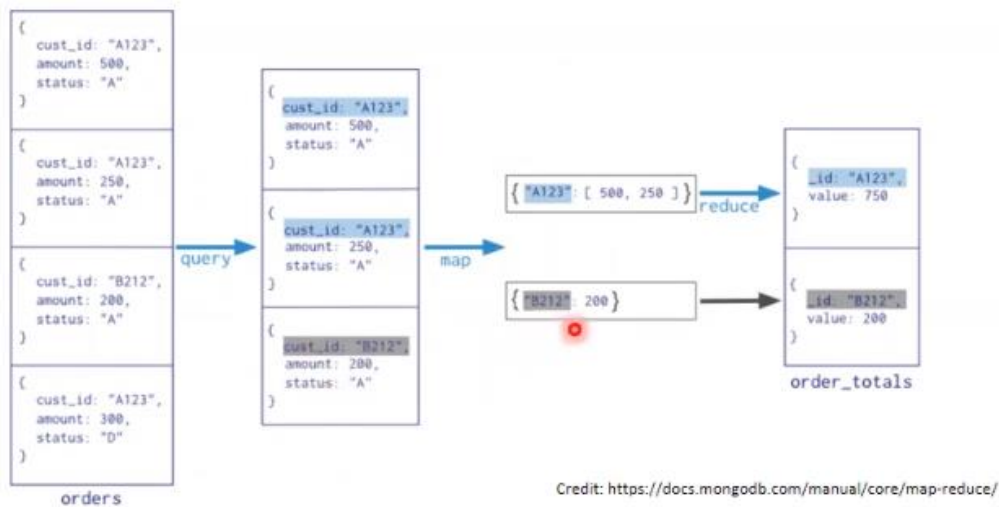 {
cust_id: "A123",
amount: 500,
status: "A"
}
{
cust_id: "A123",
amount: 250,
status: "A"
}
{
cust_id: "B212",
amount: 200,
status: "A"
}
{
cust_id: "A123",
amount: 300,
status: "D"
}
orders
query
{
cust_id: "A123",
amount: 500,
status: "A"
}
{
cust_id: "A123",
amount: 250,
status: "A"
}
{
cust_id: "B212",
amount: 200,
status: "A"
}
map
{ "A123": [ 500, 250 ] }
{ "B212": 200 }
reduce
{
_id: "A123",
value: 750
}
{
_id: "B212",
value: 200
}
order_totals
Credit: https://docs.mongodb.com/manual/core/map-reduce/